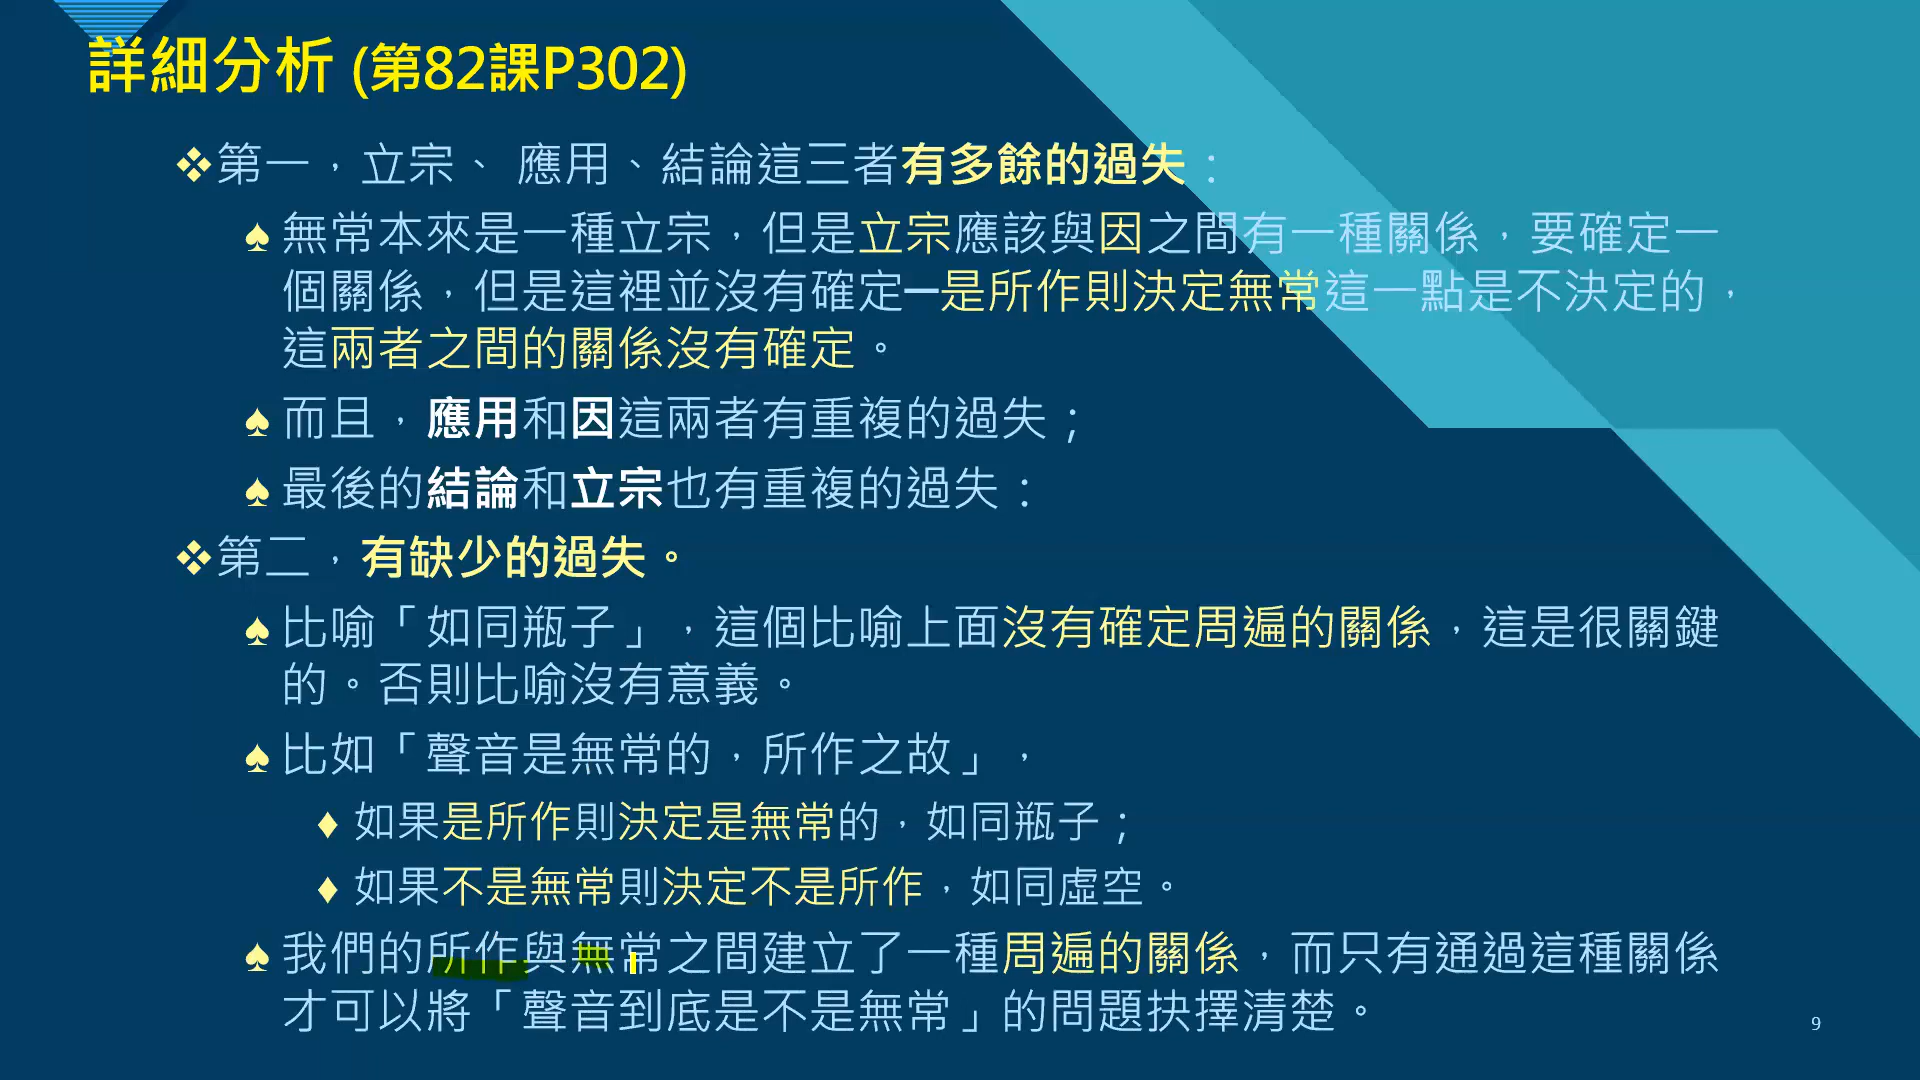 詳細分析 (第82課P302)
❖第一，立宗、 應用、結論這三者有多餘的過失：
♠ 無常本來是一種立宗，但是立宗應該與因之間有一種關係，要確定一
個關係，但是這裡並沒有確定—是所作則決定無常這一點是不決定的，
這兩者之間的關係沒有確定。
♠ 而且，應用和因這兩者有重複的過失；
♠ 最後的結論和立宗也有重複的過失：
❖第二，有缺少的過失。
♠ 比喻「如同瓶子」，這個比喻上面沒有確定周遍的關係，這是很關鍵
的。否則比喻沒有意義。
♠ 比如「聲音是無常的，所作之故」，
♦ 如果是所作則決定是無常的，如同瓶子；
♦ 如果不是無常則決定不是所作，如同虛空。
♠ 我們的所作與無常之間建立了一種周遍的關係，而只有通過這種關係
才可以將「聲音到底是不是無常」的問題抉擇清楚。
9